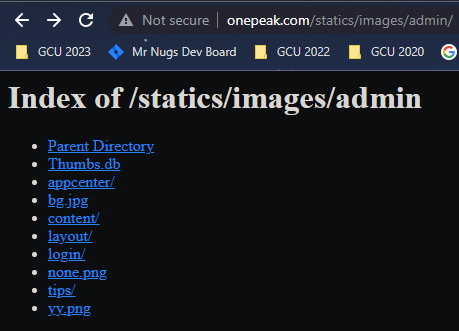 Not secure | onepeak.com/statics/images/admin/
GCU 2023 Mr Nugs Dev Board GCU 2022 GCU 2020
Index of /statics/images/admin
Parent Directory
Thumbs.db
appcenter/
bg.jpg
content/
layout/
login/
none.png
tips/
yy.png